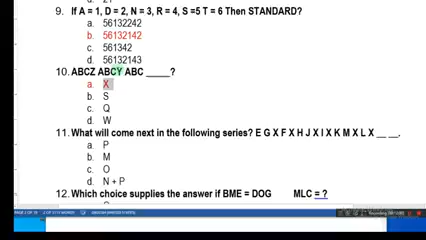 9. If A = 1, D = 2, N = 3, R = 4, S =5 T = 6 Then STANDARD?
a. 56132242
b. 56132142
c. 561342
d. 56132143
10. ABCZ ABCY ABC _____?
a. X
b. S
c. Q
d. W
11. What will come next in the following series? E G X F X H J X I X K M X L X __ __.
a. P
b. M
c. O
d. N + P
12. Which choice supplies the answer if BME = DOG MLC = ?